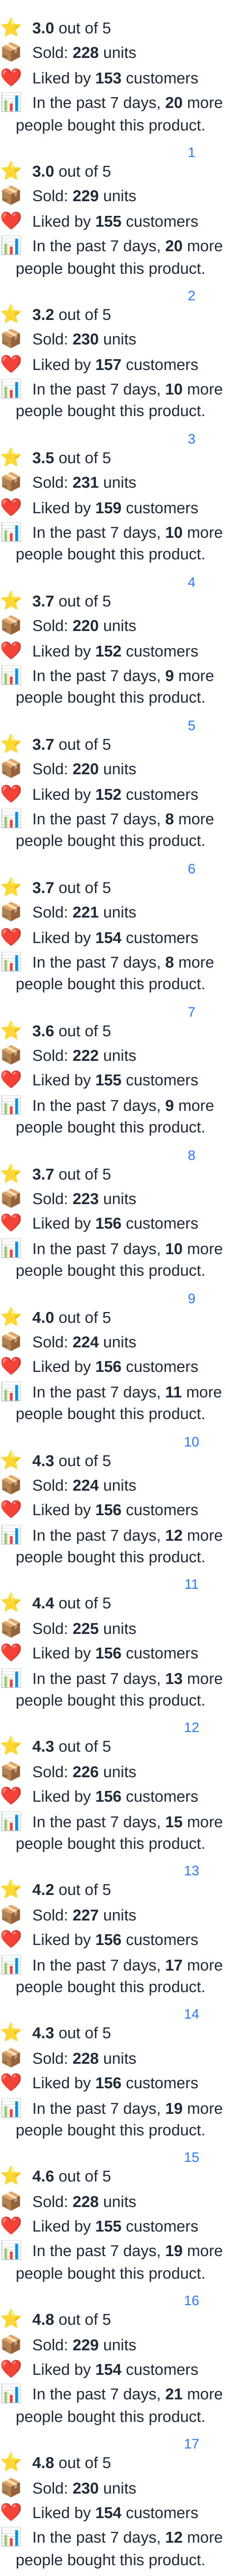 ⭐ 3.0 out of 5
📦 Sold: 228 units
❤️ Liked by 153 customers
📊 In the past 7 days, 20 more
people bought this product.
1
⭐ 3.0 out of 5
📦 Sold: 229 units
❤️ Liked by 155 customers
📊 In the past 7 days, 20 more
people bought this product.
2
⭐ 3.2 out of 5
📦 Sold: 230 units
❤️ Liked by 157 customers
📊 In the past 7 days, 10 more
people bought this product.
3
⭐ 3.5 out of 5
📦 Sold: 231 units
❤️ Liked by 159 customers
📊 In the past 7 days, 10 more
people bought this product.
4
⭐ 3.7 out of 5
📦 Sold: 220 units
❤️ Liked by 152 customers
📊 In the past 7 days, 9 more
people bought this product.
5
⭐ 3.7 out of 5
📦 Sold: 220 units
❤️ Liked by 152 customers
📊 In the past 7 days, 8 more
people bought this product.
6
⭐ 3.7 out of 5
📦 Sold: 221 units
❤️ Liked by 154 customers
📊 In the past 7 days, 8 more
people bought this product.
7
⭐ 3.6 out of 5
📦 Sold: 222 units
❤️ Liked by 155 customers
📊 In the past 7 days, 9 more
people bought this product.
8
⭐ 3.7 out of 5
📦 Sold: 223 units
❤️ Liked by 156 customers
📊 In the past 7 days, 10 more
people bought this product.
9
⭐ 4.0 out of 5
📦 Sold: 224 units
❤️ Liked by 156 customers
📊 In the past 7 days, 11 more
people bought this product.
10
⭐ 4.3 out of 5
📦 Sold: 224 units
❤️ Liked by 156 customers
📊 In the past 7 days, 12 more
people bought this product.
11
⭐ 4.4 out of 5
📦 Sold: 225 units
❤️ Liked by 156 customers
📊 In the past 7 days, 13 more
people bought this product.
12
⭐ 4.3 out of 5
📦 Sold: 226 units
❤️ Liked by 156 customers
📊 In the past 7 days, 15 more
people bought this product.
13
⭐ 4.2 out of 5
📦 Sold: 227 units
❤️ Liked by 156 customers
📊 In the past 7 days, 17 more
people bought this product.
14
⭐ 4.3 out of 5
📦 Sold: 228 units
❤️ Liked by 156 customers
📊 In the past 7 days, 19 more
people bought this product.
15
⭐ 4.6 out of 5
📦 Sold: 228 units
❤️ Liked by 155 customers
📊 In the past 7 days, 19 more
people bought this product.
16
⭐ 4.8 out of 5
📦 Sold: 229 units
❤️ Liked by 154 customers
📊 In the past 7 days, 21 more
people bought this product.
17
⭐ 4.8 out of 5
📦 Sold: 230 units
❤️ Liked by 154 customers
📊 In the past 7 days, 12 more
people bought this product.